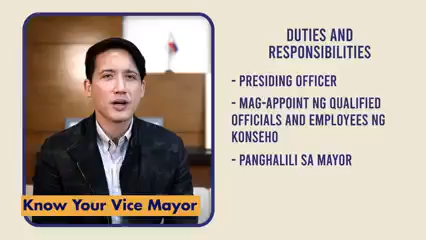 DUTIES AND
RESPONSIBILITIES
- PRESIDING OFFICER
- MAG-APPOINT NG QUALIFIED
OFFICIALS AND EMPLOYEES NG
KONSEHO
- PANGHALILI SA MAYOR
Know Your Vice Mayor